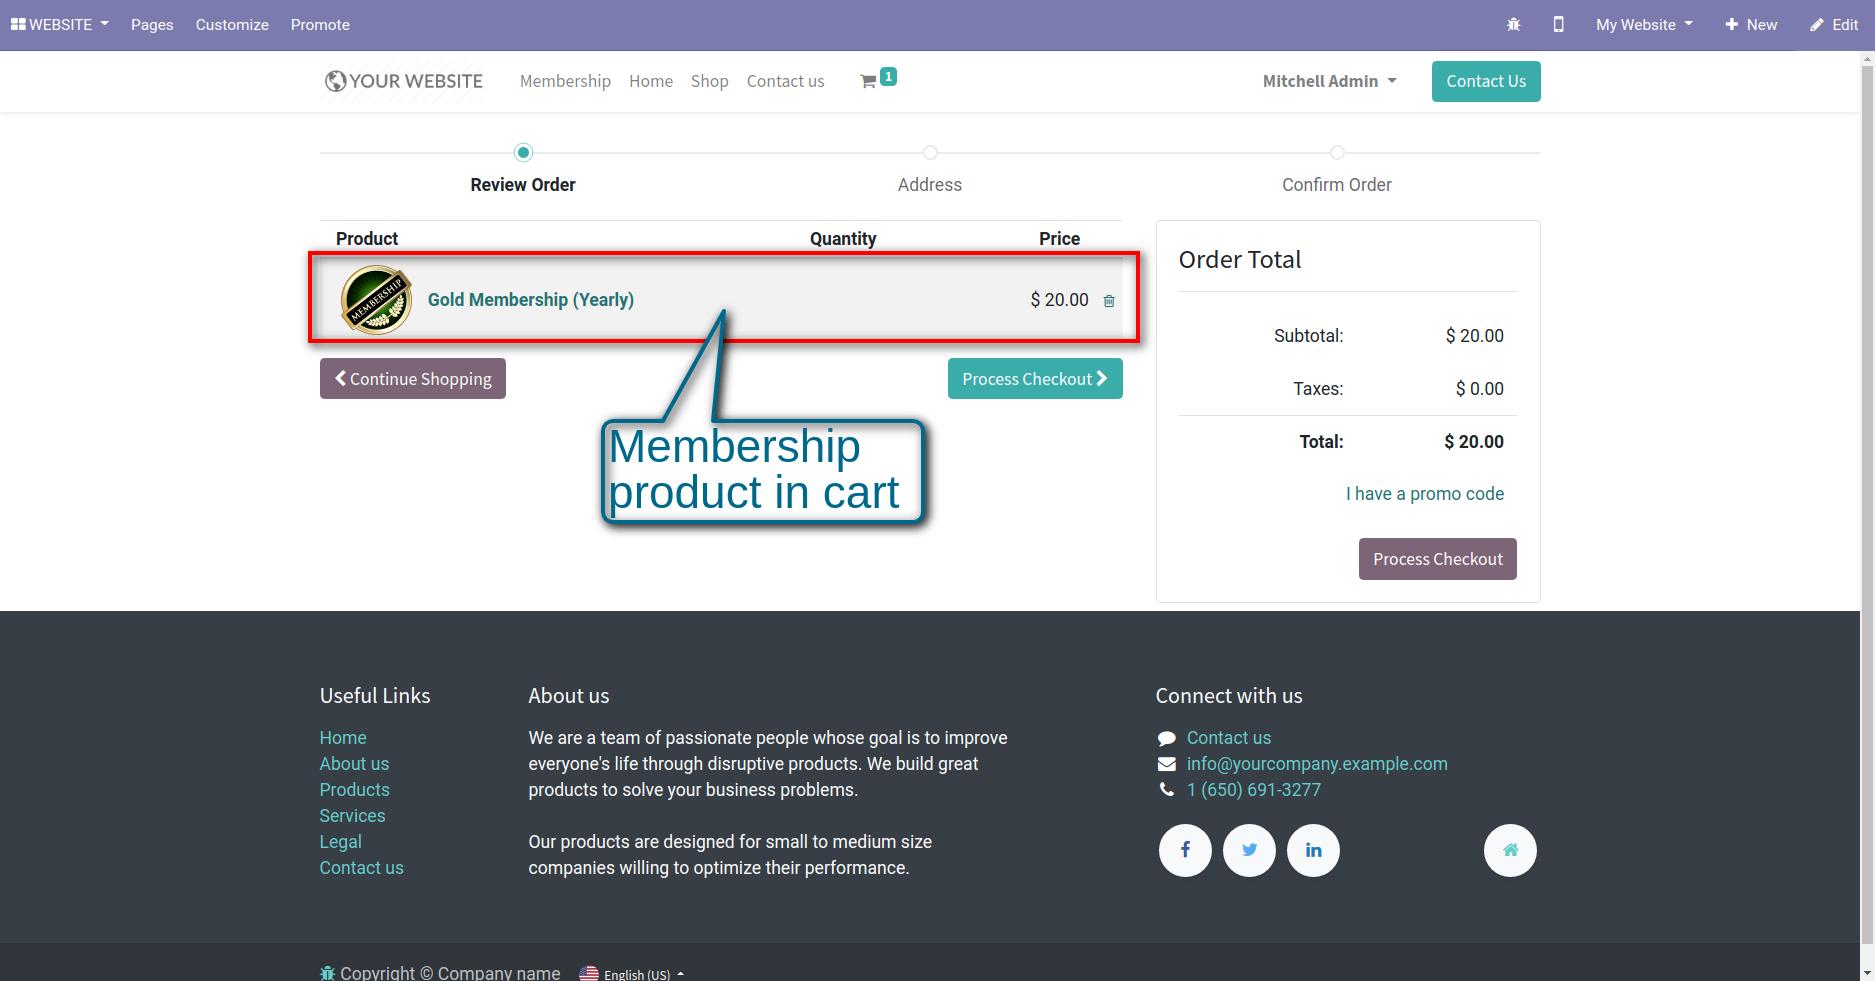 WEBSITE Pages Customize Promote My Website New Edit
YOUR WEBSITE Membership Home Shop Contact us 1 Mitchell Admin Contact Us
Review Order Address Confirm Order
Product Quantity Price
MEMBERSHIP
Gold Membership (Yearly) $ 20.00
Continue Shopping Process Checkout
Membership
product in cart
Order Total
Subtotal: $ 20.00
Taxes: $ 0.00
Total: $ 20.00
I have a promo code
Process Checkout
Useful Links
Home
About us
Products
Services
Legal
Contact us
About us
We are a team of passionate people whose goal is to improve
everyone's life through disruptive products. We build great
products to solve your business problems.
Our products are designed for small to medium size
companies willing to optimize their performance.
Connect with us
Contact us
info@yourcompany.example.com
1 (650) 691-3277
Copyright © Company name English (US)